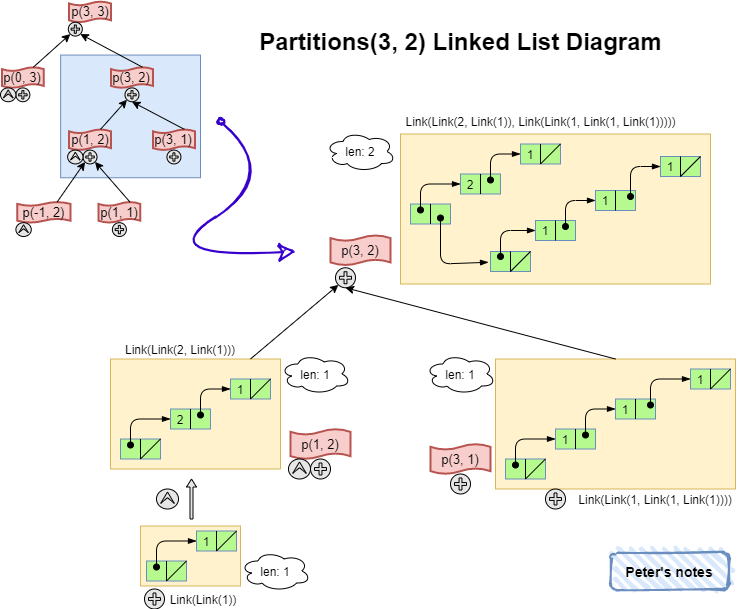 p(3, 3)
Partitions(3, 2) Linked List Diagram
p(0, 3)
p(3, 2)
p(1, 2)
p(3, 1)
p(-1, 2)
p(1, 1)
Link(Link(2, Link(1)), Link(Link(1, Link(1, Link(1)))))
len: 2
1
2
1
1
1
p(3, 2)
Link(Link(2, Link(1)))
len: 1
1
2
p(1, 2)
len: 1
1
1
1
p(3, 1)
Link(Link(1, Link(1, Link(1))))
1
len: 1
Link(Link(1))
Peter's notes